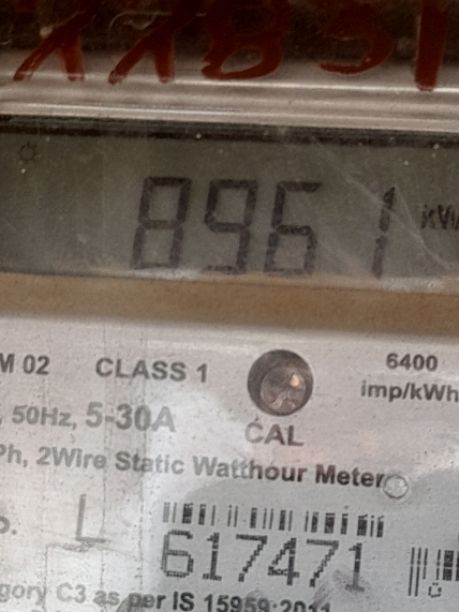 8961 kW
M 02 CLASS 1 6400
imp/kWh
, 50Hz, 5-30A
CAL
Ph, 2Wire Static Watthour Meter
L
617471
gory C3 as per IS 15959:2011